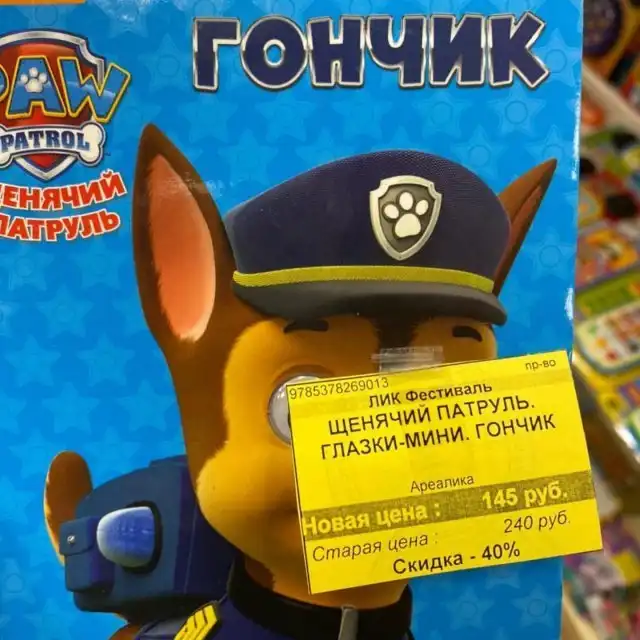 ГОНЧИК
PAW
PATROL
ЩЕНЯЧИЙ
ПАТРУЛЬ
9785378269013
пр-во
ЛИК Фестиваль
ЩЕНЯЧИЙ ПАТРУЛЬ.
ГЛАЗКИ-МИНИ. ГОНЧИК
Ареалика
Новая цена : 145 руб.
Старая цена : 240 руб.
Скидка - 40%